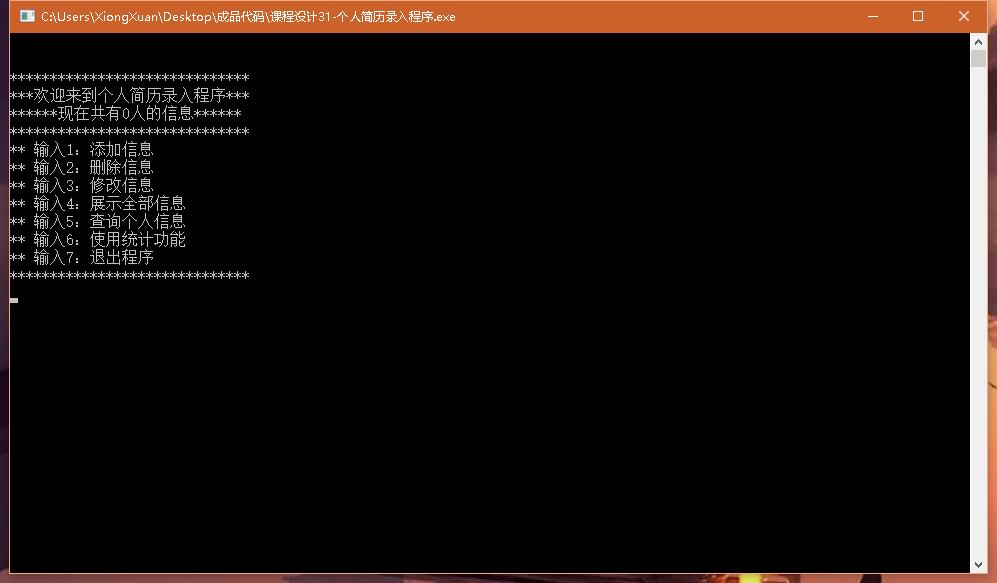 C:\Users\XiongXuan\Desktop\成品代码\课程设计31-个人简历录入程序.exe
******************************
***欢迎来到个人简历录入程序***
******现在共有0人的信息******
******************************
** 输入1: 添加信息
** 输入2: 删除信息
** 输入3: 修改信息
** 输入4: 展示全部信息
** 输入5: 查询个人信息
** 输入6: 使用统计功能
** 输入7: 退出程序
******************************